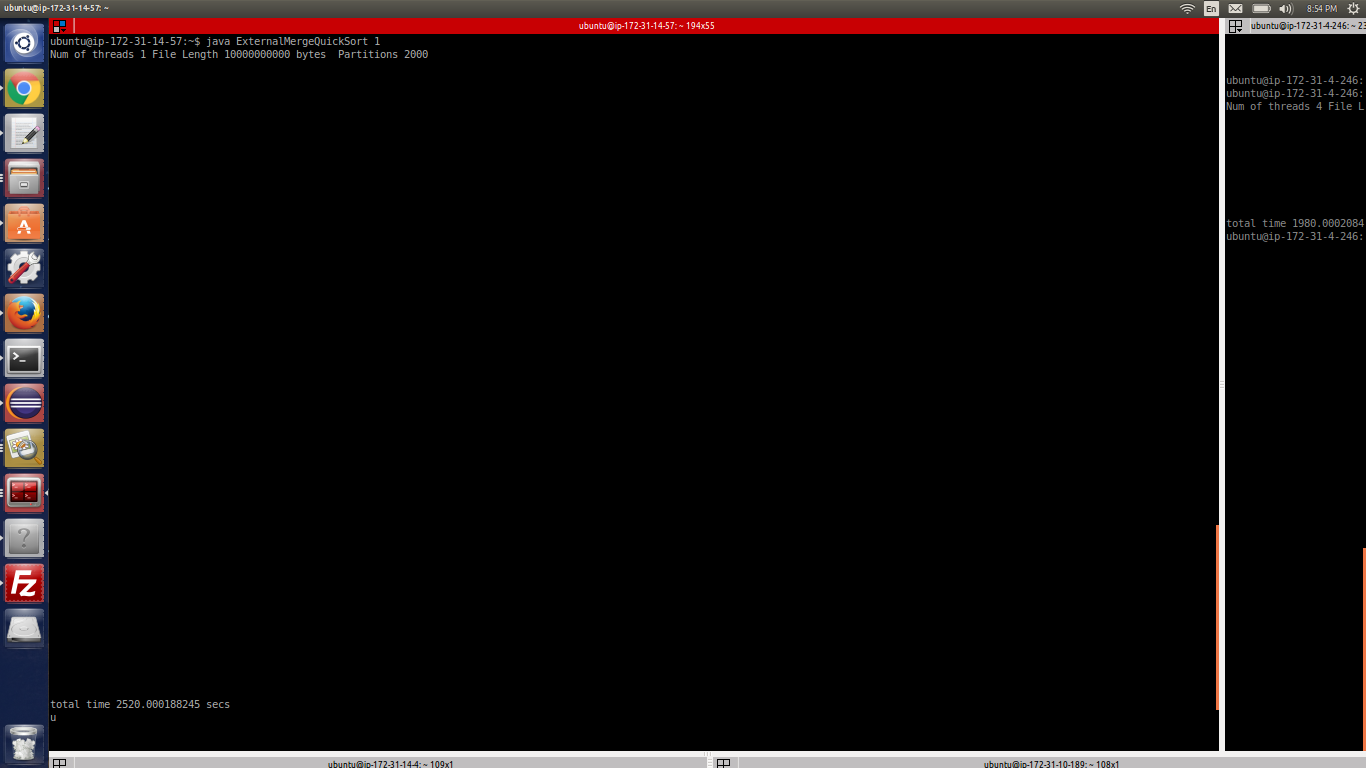 ubuntu@ip-172-31-14-57: ~
En
8:54 PM
ubuntu@ip-172-31-14-57: ~ 194x55
ubuntu@ip-172-31-4-246: ~ 23
ubuntu@ip-172-31-14-57:~$ java ExternalMergeQuickSort 1
Num of threads 1 File Length 10000000000 bytes  Partitions 2000
total time 2520.000188245 secs
u
ubuntu@ip-172-31-4-246:
ubuntu@ip-172-31-4-246:
Num of threads 4 File L
total time 1980.0002084
ubuntu@ip-172-31-4-246:
ubuntu@ip-172-31-14-4: ~ 109x1
ubuntu@ip-172-31-10-189: ~ 108x1